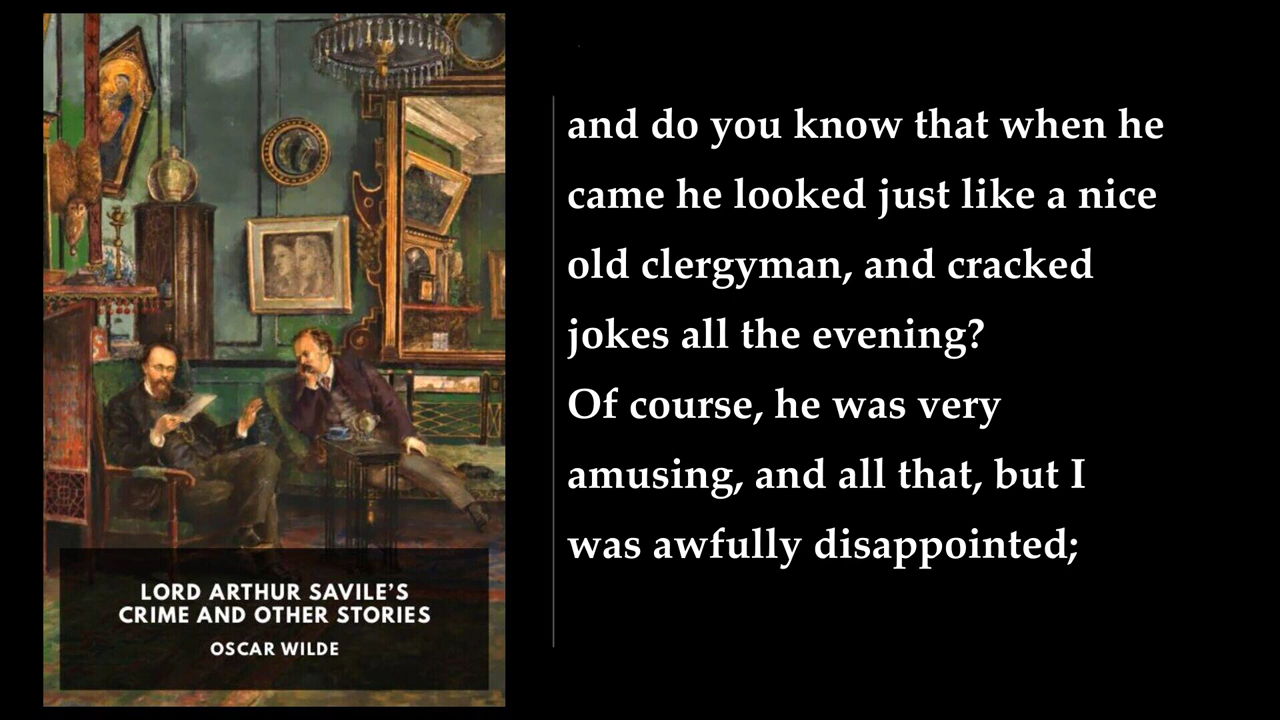 LORD ARTHUR SAVILE’S
CRIME AND OTHER STORIES
OSCAR WILDE
and do you know that when he
came he looked just like a nice
old clergyman, and cracked
jokes all the evening?
Of course, he was very
amusing, and all that, but I
was awfully disappointed;